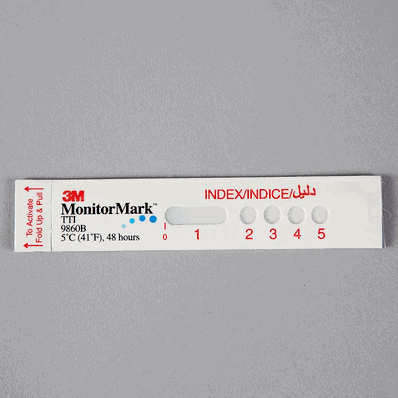 To Activate
Fold Up & Pull
3M
MonitorMark™
TTI
9860B
5°C (41°F), 48 hours
INDEX/INDICE/دليل
0 1 2 3 4 5